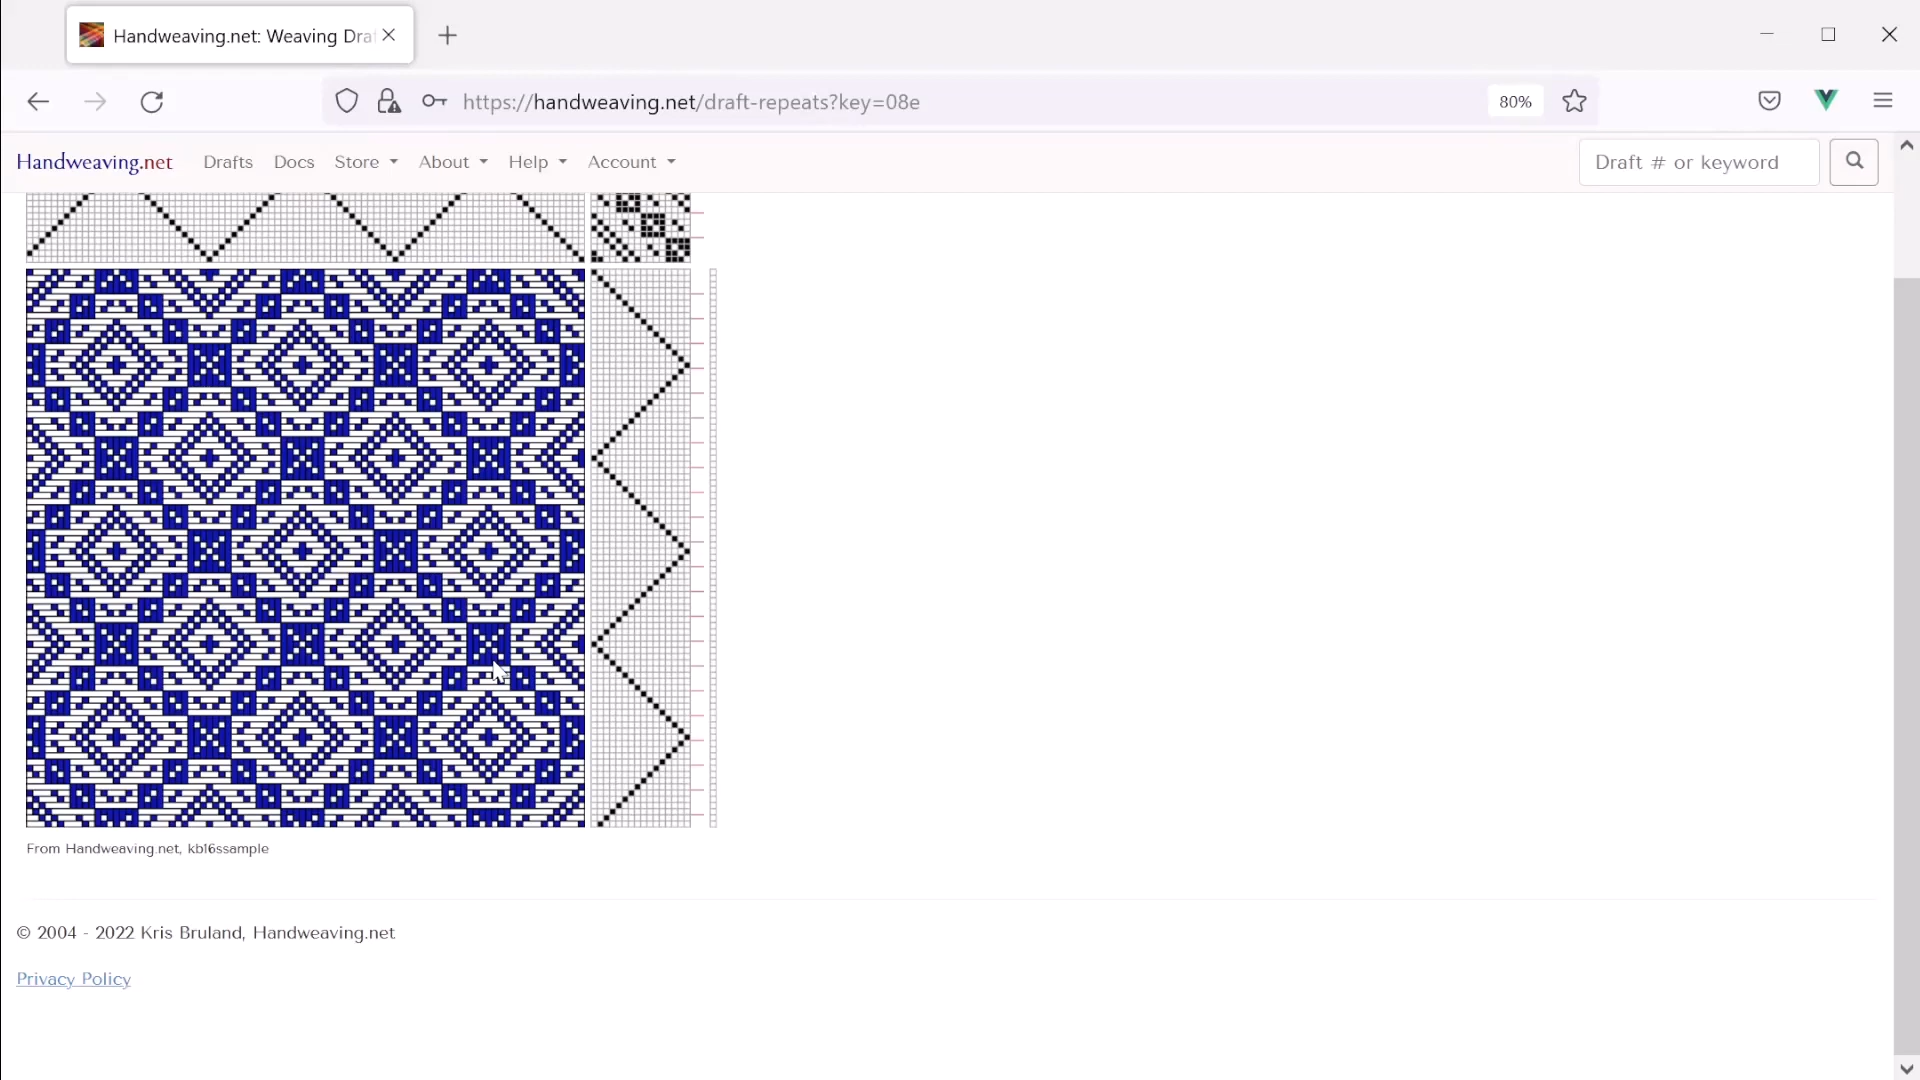 Handweaving.net: Weaving Dra
https://handweaving.net/draft-repeats?key=08e
80%
Handweaving.net Drafts Docs Store About Help Account Draft # or keyword
From Handweaving.net, kb16ssample
© 2004 - 2022 Kris Bruland, Handweaving.net
Privacy Policy